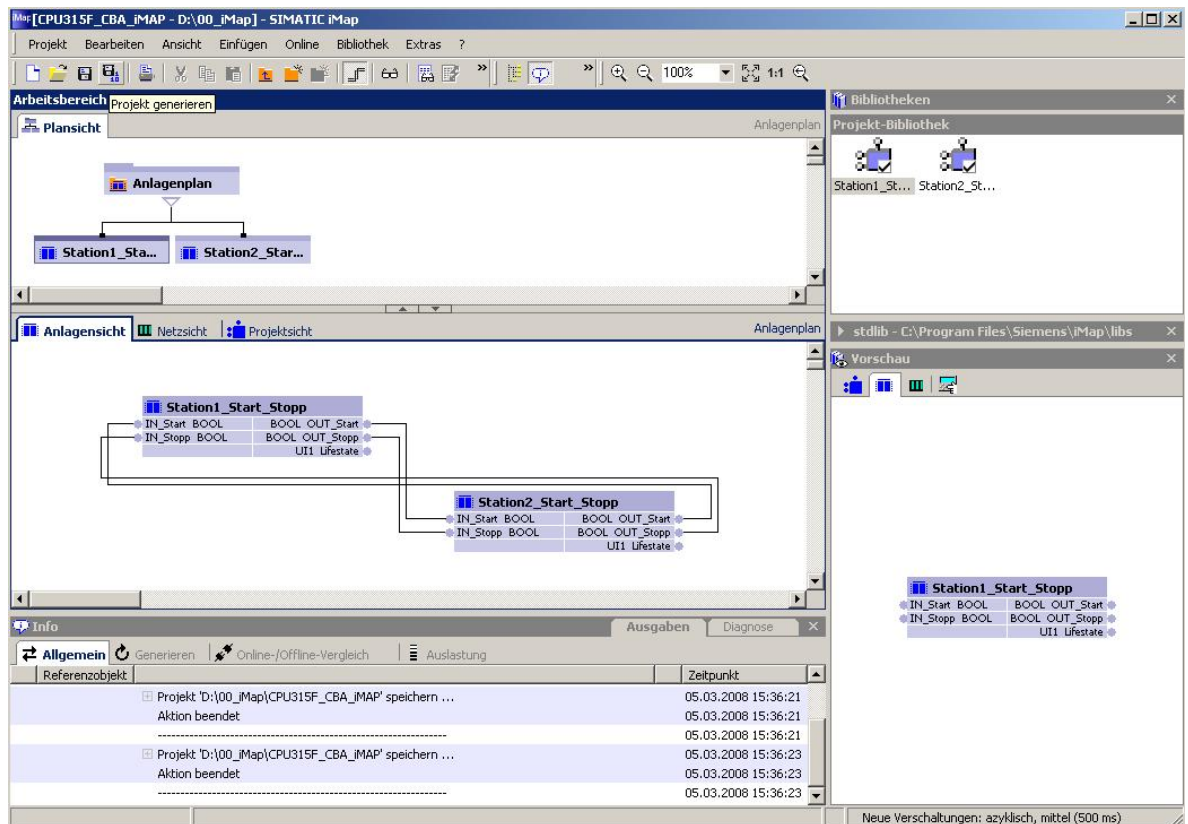 [CPU315F_CBA_iMAP - D:\00_iMap] - SIMATIC iMap
Projekt Bearbeiten Ansicht Einfügen Online Bibliothek Extras ?
» » 100% 1:1
Arbeitsbereich
Projekt generieren
Plansicht Anlagenplan
Anlagenplan
Station1_Sta... Station2_Star...
Anlagensicht Netzsicht Projektsicht Anlagenplan
Station1_Start_Stopp
IN_Start BOOL BOOL OUT_Start
IN_Stopp BOOL BOOL OUT_Stopp
UI1 Lifestate
Station2_Start_Stopp
IN_Start BOOL BOOL OUT_Start
IN_Stopp BOOL BOOL OUT_Stopp
UI1 Lifestate
Info Ausgaben Diagnose
Allgemein Generieren Online-/Offline-Vergleich Auslastung
Referenzobjekt Zeitpunkt
Projekt 'D:\00_iMap\CPU315F_CBA_iMAP' speichern ... 05.03.2008 15:36:21
Aktion beendet 05.03.2008 15:36:21
------------------------------------------------------------------- 05.03.2008 15:36:21
Projekt 'D:\00_iMap\CPU315F_CBA_iMAP' speichern ... 05.03.2008 15:36:23
Aktion beendet 05.03.2008 15:36:23
------------------------------------------------------------------- 05.03.2008 15:36:23
Bibliotheken
Projekt-Bibliothek
Station1_St... Station2_St...
stdlib - C:\Program Files\Siemens\iMap\libs
Vorschau
Station1_Start_Stopp
IN_Start BOOL BOOL OUT_Start
IN_Stopp BOOL BOOL OUT_Stopp
UI1 Lifestate
Neue Verschaltungen: azyklisch, mittel (500 ms)